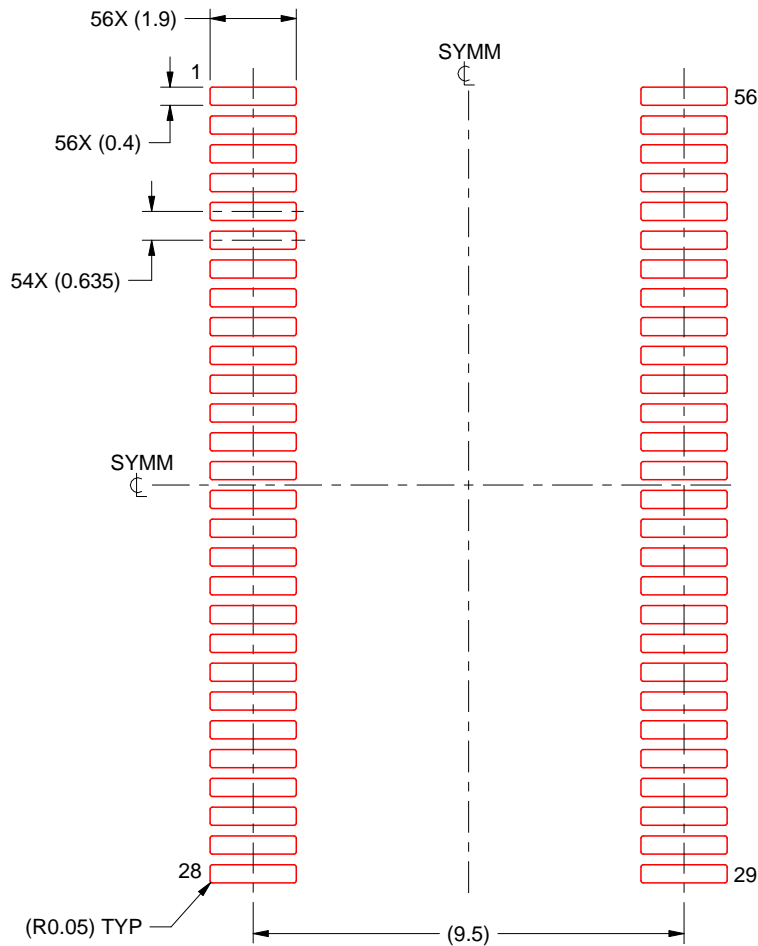 56X (1.9)
SYMM
1
56
56X (0.4)
54X (0.635)
SYMM
28
29
(R0.05) TYP
(9.5)